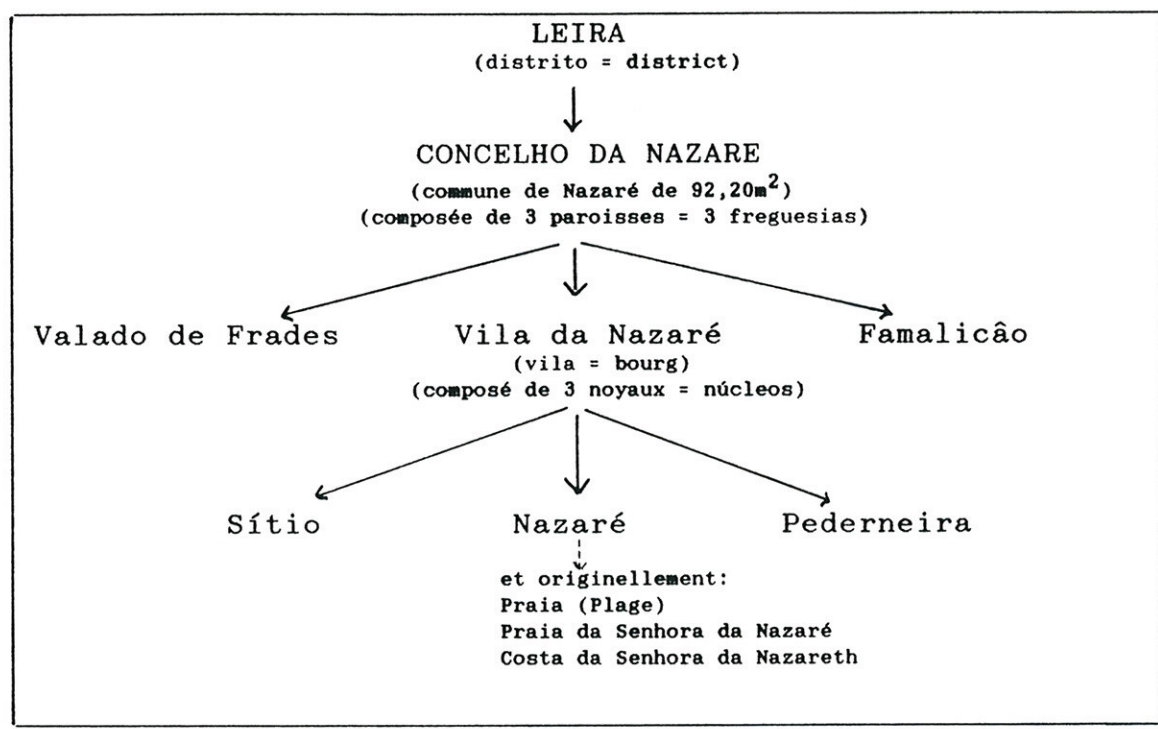 LEIRA
(distrito = district)
CONCELHO DA NAZARE
(commune de Nazaré de 92,20m²)
(composée de 3 paroisses = 3 freguesias)
Valado de Frades
Vila da Nazaré
Famalicâo
(vila = bourg)
(composé de 3 noyaux = núcleos)
Sítio
Nazaré
Pederneira
et originellement:
Praia (Plage)
Praia da Senhora da Nazaré
Costa da Senhora da Nazareth